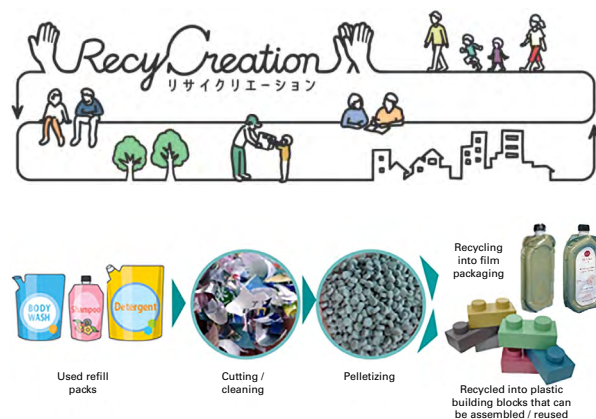 RecyCreation
リサイクリエーション
Recycling
into film
packaging
BODY
WASH
Shampoo
Detergent
Used refill
packs
Cutting /
cleaning
Pelletizing
Recycled into plastic
building blocks that can
be assembled / reused